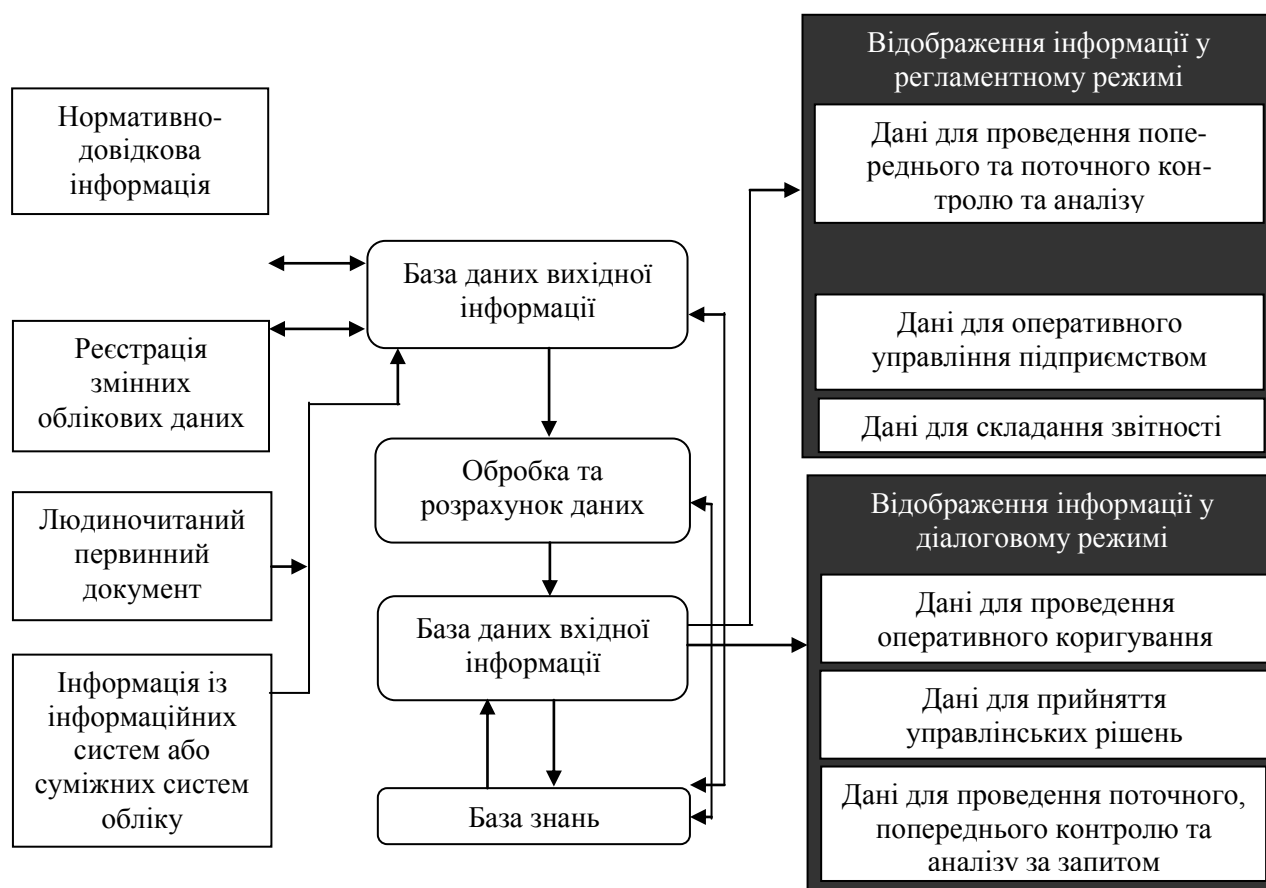 Нормативно-
довідкова
інформація
Реєстрація
змінних
облікових даних
Людиночитаний
первинний
документ
Інформація із
інформаційних
систем або
суміжних систем
обліку
База даних вихідної
інформації
Обробка та
розрахунок даних
База даних вхідної
інформації
База знань
Відображення інформації у
регламентному режимі
Дані для проведення попе-
реднього та поточного кон-
тролю та аналізу
Дані для оперативного
управління підприємством
Дані для складання звітності
Відображення інформації у
діалоговому режимі
Дані для проведення
оперативного коригування
Дані для прийняття
управлінських рішень
Дані для проведення поточного,
попереднього контролю та
аналізу за запитом